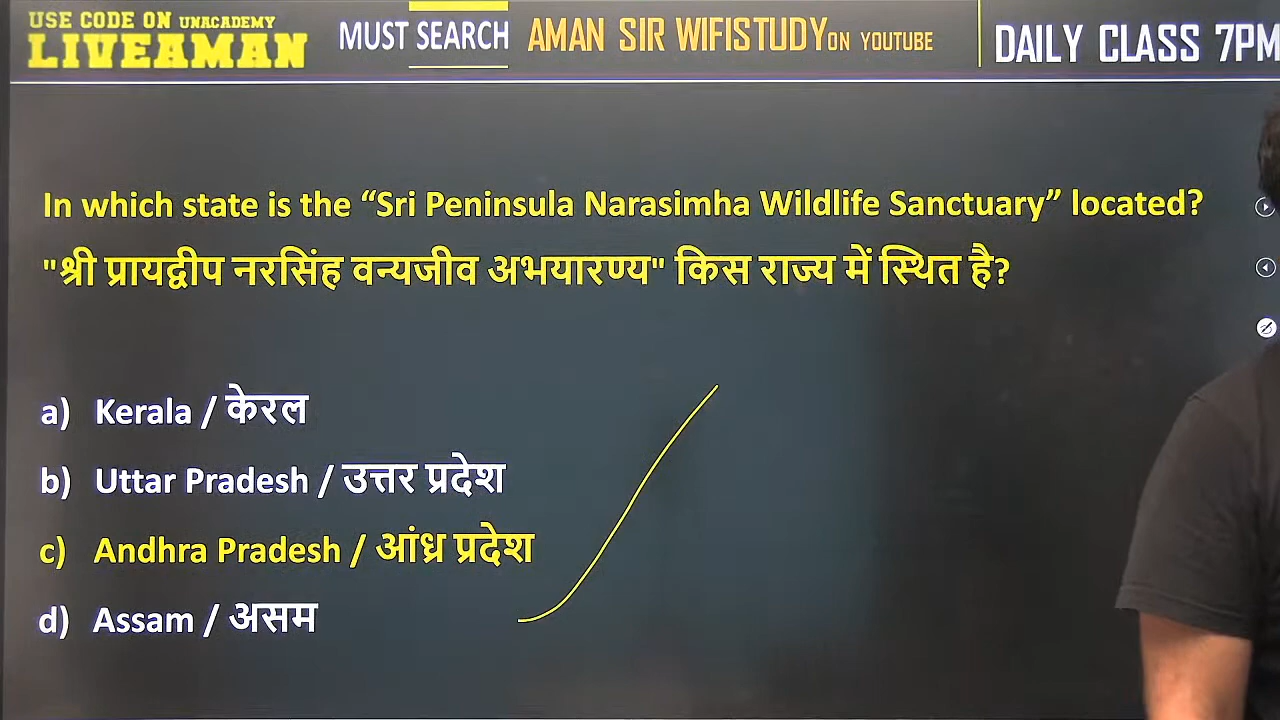 USE CODE ON UNACADEMY
LIVEAMAN
MUST SEARCH AMAN SIR WIFISTUDY ON YOUTUBE
DAILY CLASS 7PM
In which state is the “Sri Peninsula Narasimha Wildlife Sanctuary” located?
"श्री प्रायद्वीप नरसिंह वन्यजीव अभयारण्य" किस राज्य में स्थित है?
a) Kerala / केरल
b) Uttar Pradesh / उत्तर प्रदेश
c) Andhra Pradesh / आंध्र प्रदेश
d) Assam / असम